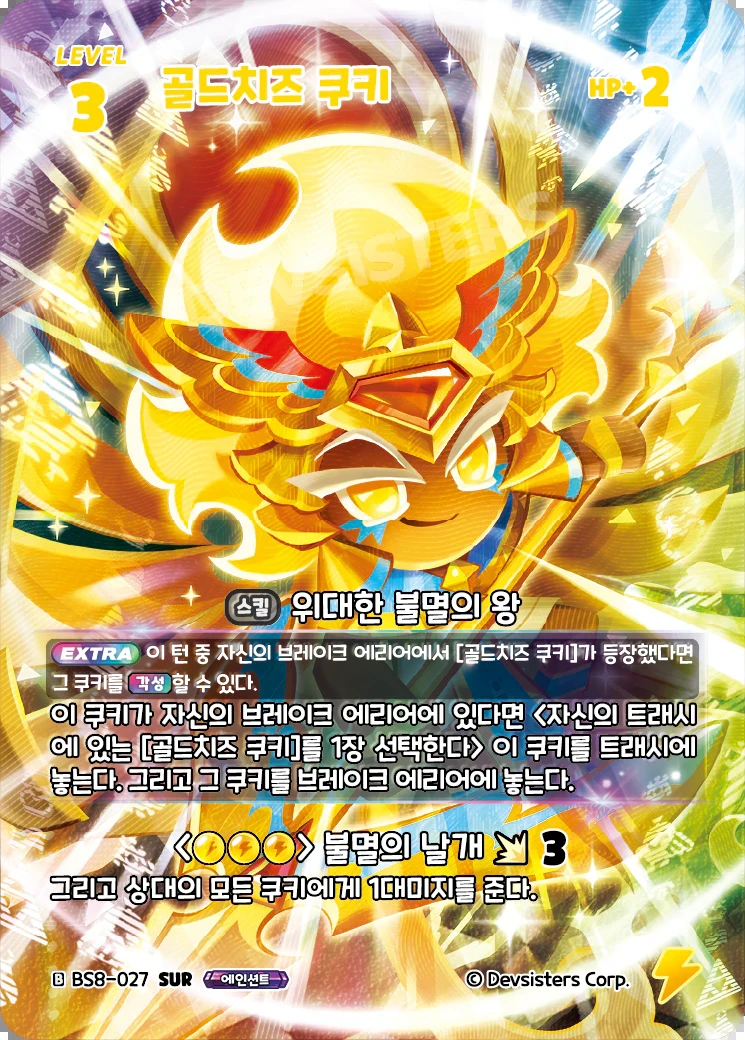 LEVEL
3
골드치즈 쿠키
HP+2
DEVSISTERS
스킬 위대한 불멸의 왕
EXTRA 이 턴 중 자신의 브레이크 에리어에서 [골드치즈 쿠키]가 등장했다면
그 쿠키를 각성 할 수 있다.
이 쿠키가 자신의 브레이크 에리어에 있다면 <자신의 트래시
에 있는 [골드치즈 쿠키]를 1장 선택한다> 이 쿠키를 트래시에
놓는다. 그리고 그 쿠키를 브레이크 에리어에 놓는다.
< > 불멸의 날개 3
그리고 상대의 모든 쿠키에게 1대미지를 준다.
B BS8-027 SUR 에인션트
© Devsisters Corp.